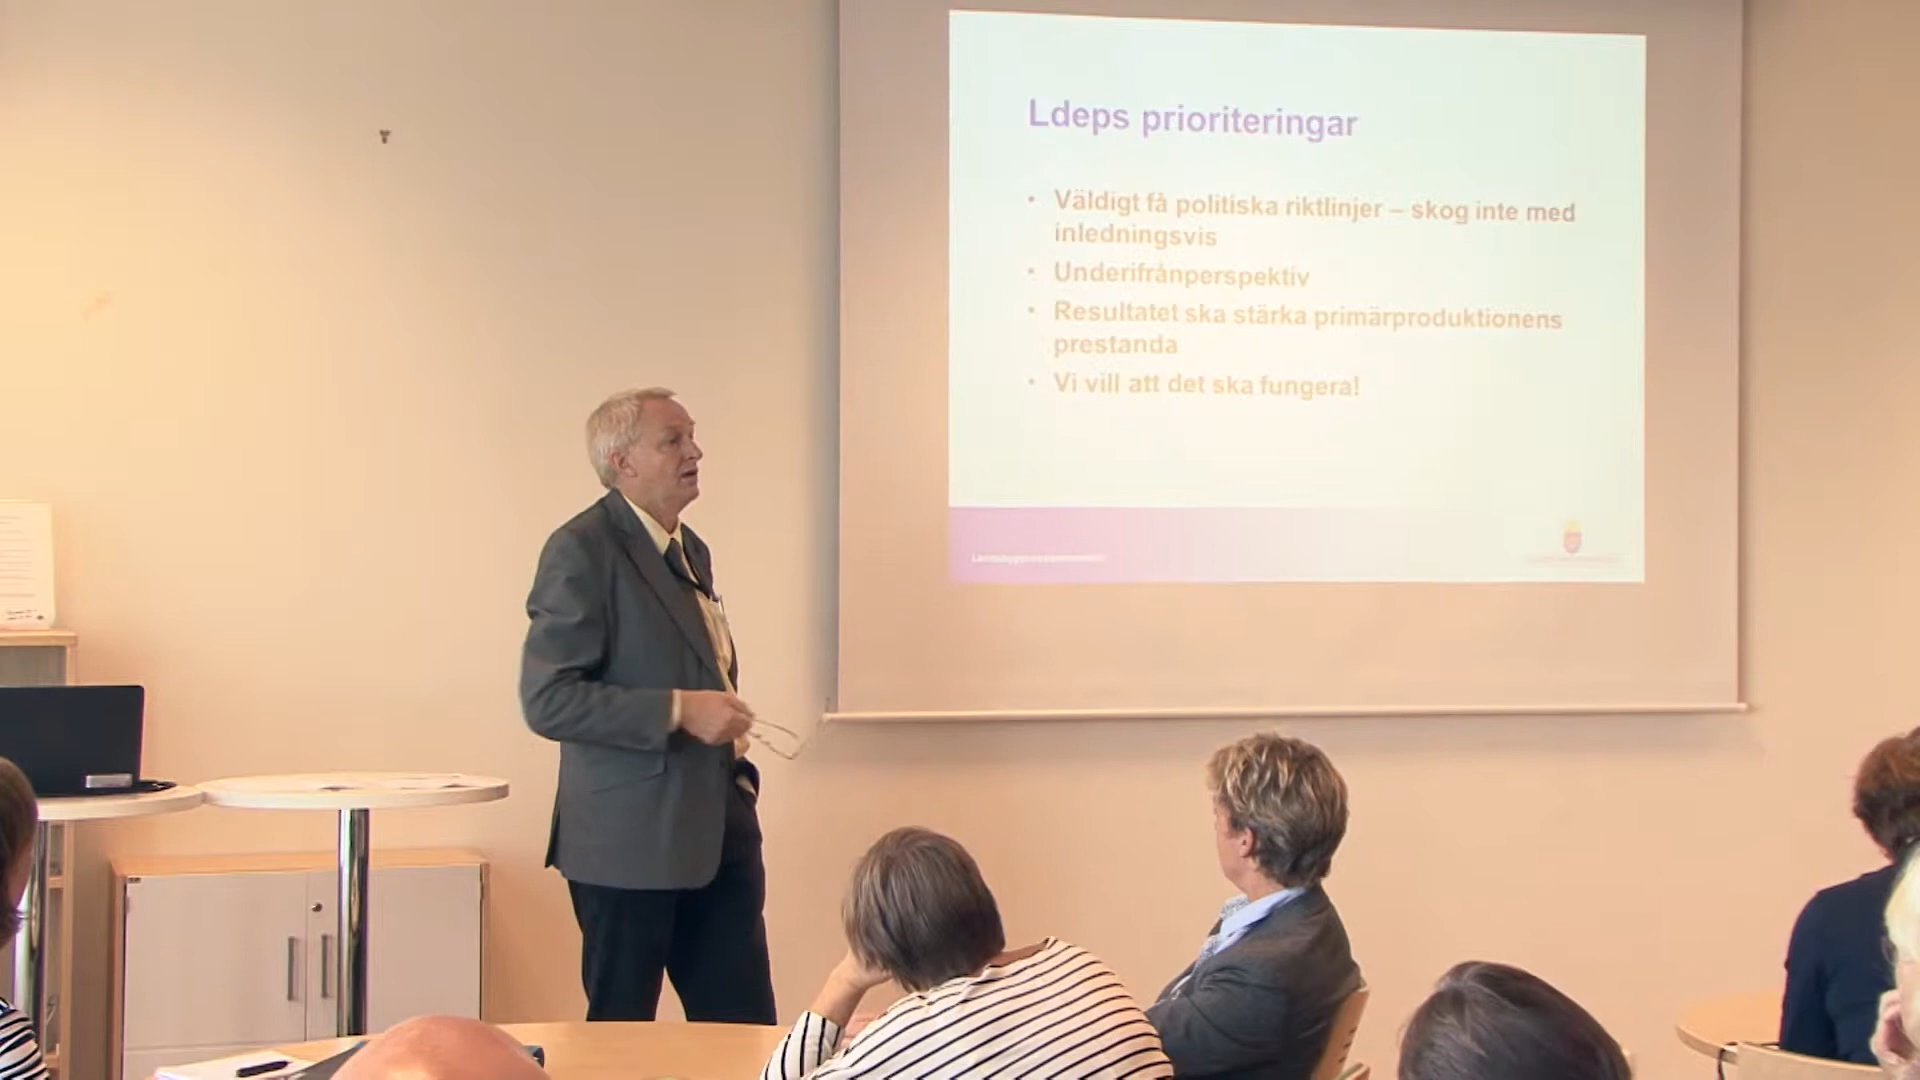 Ldeps prioriteringar
• Väldigt få politiska riktlinjer – skog inte med
inledningsvis
• Underifrånperspektiv
• Resultatet ska stärka primärproduktionens
prestanda
• Vi vill att det ska fungera!